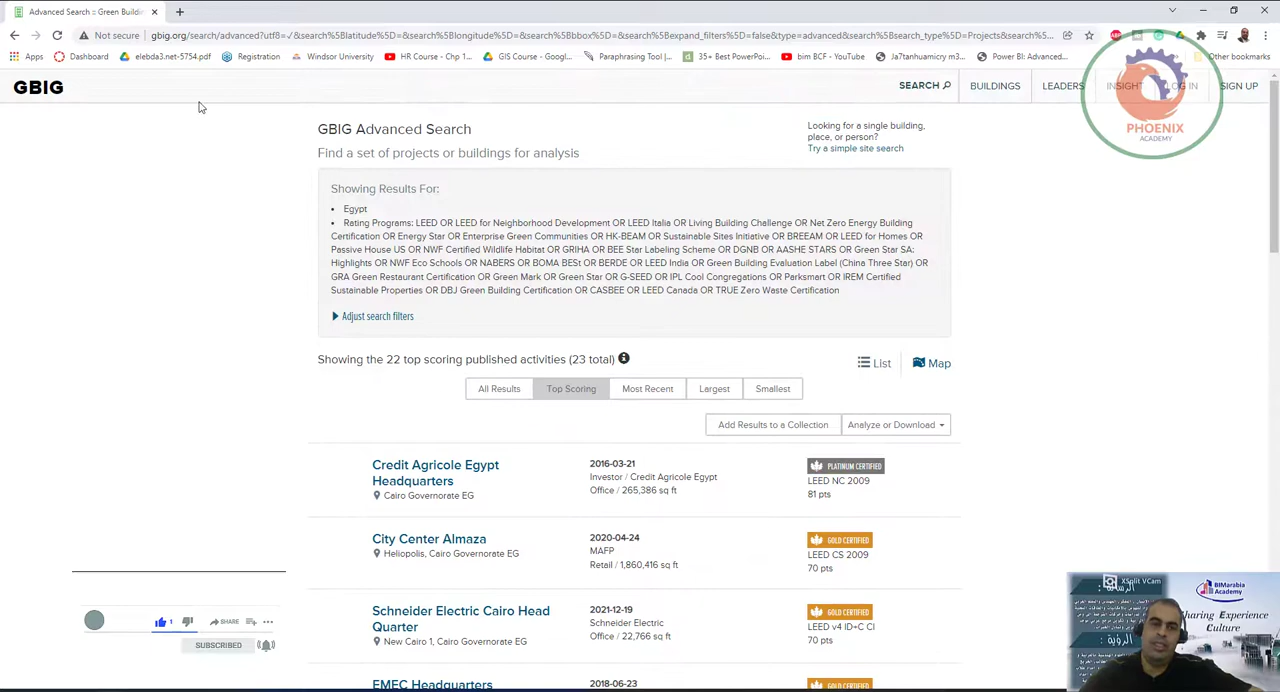 Advanced Search :: Green Buildin
Not secure
gbig.org/search/advanced?utf8=✓&search%5Blatitude%5D=&search%5Blongitude%5D=&search%5Bbbox%5D=&search%5Bexpand_filters%5D=false&type=advanced&search%5Bsearch_type%5D=Projects&search%5...
Apps
Dashboard
elebda3.net-5754.pdf
Registration
Windsor University
HR Course - Chp 1...
GIS Course - Googl...
Paraphrasing Tool |...
35+ Best PowerPoi...
bim BCF - YouTube
Ja7tanhuamicry m3...
Power BI: Advanced...
Other bookmarks
GBIG
SEARCH
BUILDINGS
LEADERS
INSIGHT
LOG IN
SIGN UP
PHOENIX
ACADEMY
GBIG Advanced Search
Find a set of projects or buildings for analysis
Looking for a single building,
place, or person?
Try a simple site search
Showing Results For:
• Egypt
• Rating Programs: LEED OR LEED for Neighborhood Development OR LEED Italia OR Living Building Challenge OR Net Zero Energy Building
Certification OR Energy Star OR Enterprise Green Communities OR HK-BEAM OR Sustainable Sites Initiative OR BREEAM OR LEED for Homes OR
Passive House US OR NWF Certified Wildlife Habitat OR GRIHA OR BEE Star Labeling Scheme OR DGNB OR AASHE STARS OR Green Star SA:
Highlights OR NWF Eco Schools OR NABERS OR BOMA BESt OR BERDE OR LEED India OR Green Building Evaluation Label (China Three Star) OR
GRA Green Restaurant Certification OR Green Mark OR Green Star OR G-SEED OR IPL Cool Congregations OR Parksmart OR IREM Certified
Sustainable Properties OR DBJ Green Building Certification OR CASBEE OR LEED Canada OR TRUE Zero Waste Certification
Adjust search filters
Showing the 22 top scoring published activities (23 total)
List
Map
All Results
Top Scoring
Most Recent
Largest
Smallest
Add Results to a Collection
Analyze or Download
Credit Agricole Egypt
Headquarters
Cairo Governorate EG
2016-03-21
Investor / Credit Agricole Egypt
Office / 265,386 sq ft
PLATINUM CERTIFIED
LEED NC 2009
81 pts
City Center Almaza
Heliopolis, Cairo Governorate EG
2020-04-24
MAFP
Retail / 1,860,416 sq ft
GOLD CERTIFIED
LEED CS 2009
70 pts
Schneider Electric Cairo Head
Quarter
New Cairo 1, Cairo Governorate EG
2021-12-19
Schneider Electric
Office / 22,766 sq ft
GOLD CERTIFIED
LEED v4 ID+C CI
70 pts
EMEC Headquarters
2018-06-23
GOLD CERTIFIED
1
SHARE
SUBSCRIBED
XSplit VCam
الرسالة :
BIMarabia
Academy
Sharing Experience
Culture
الرؤية :